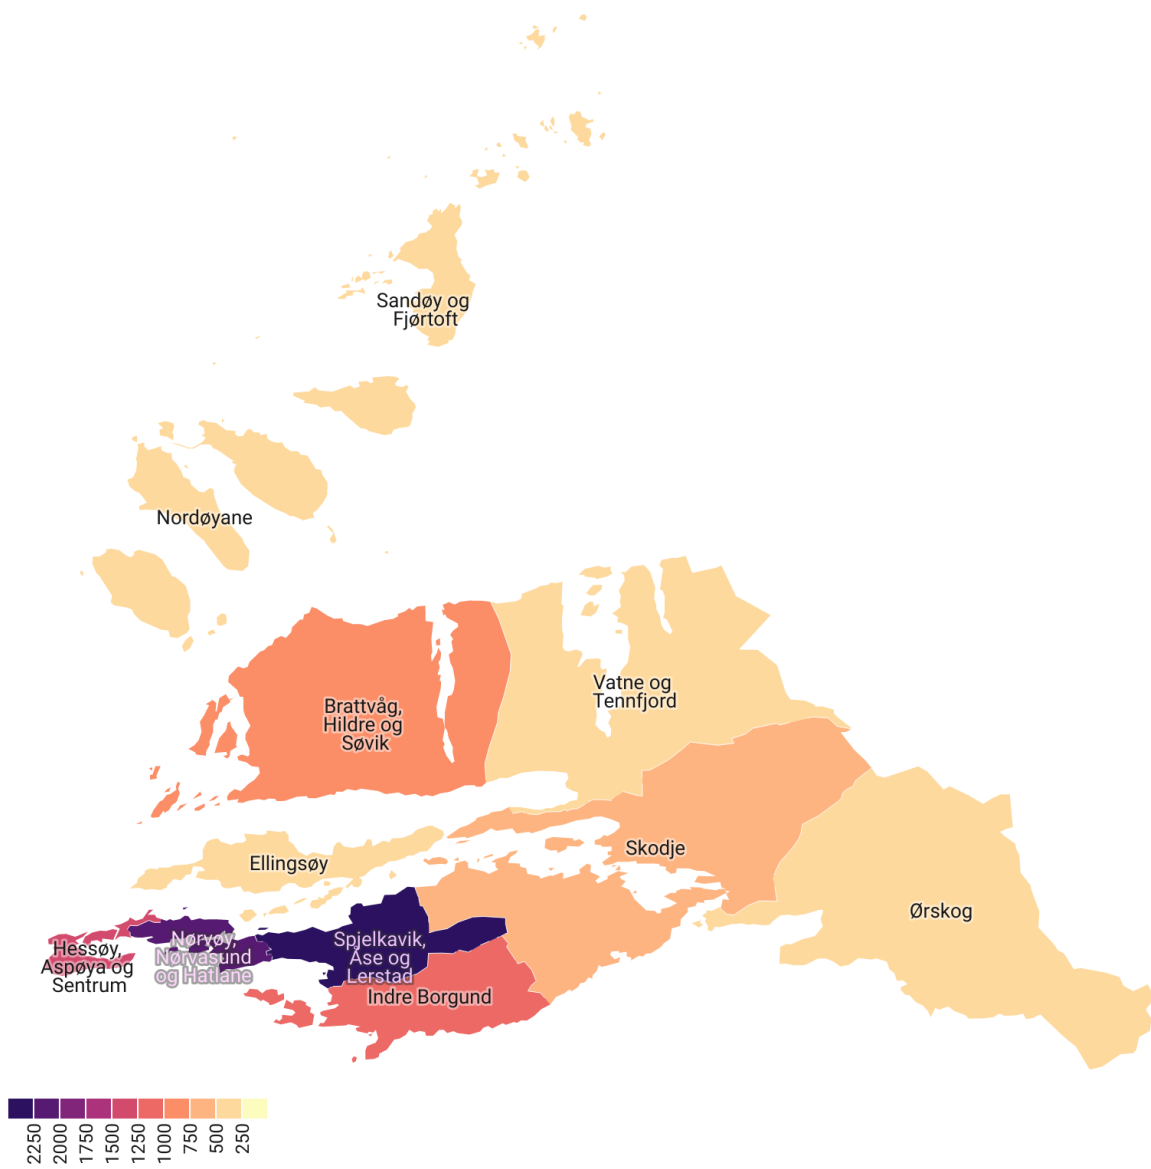 Sandøy og
Fjørtoft
Nordøyane
Vatne og
Tennfjord
Brattvåg,
Hildre og
Søvik
Skodje
Ellingsøy
Ørskog
Nørvøy,
Nørvasund
og Hatlane
Spjelkavik,
Åse og
Lerstad
Hessøy,
Aspøya og
Sentrum
Indre Borgund
2250
2000
1750
1500
1250
1000
750
500
250